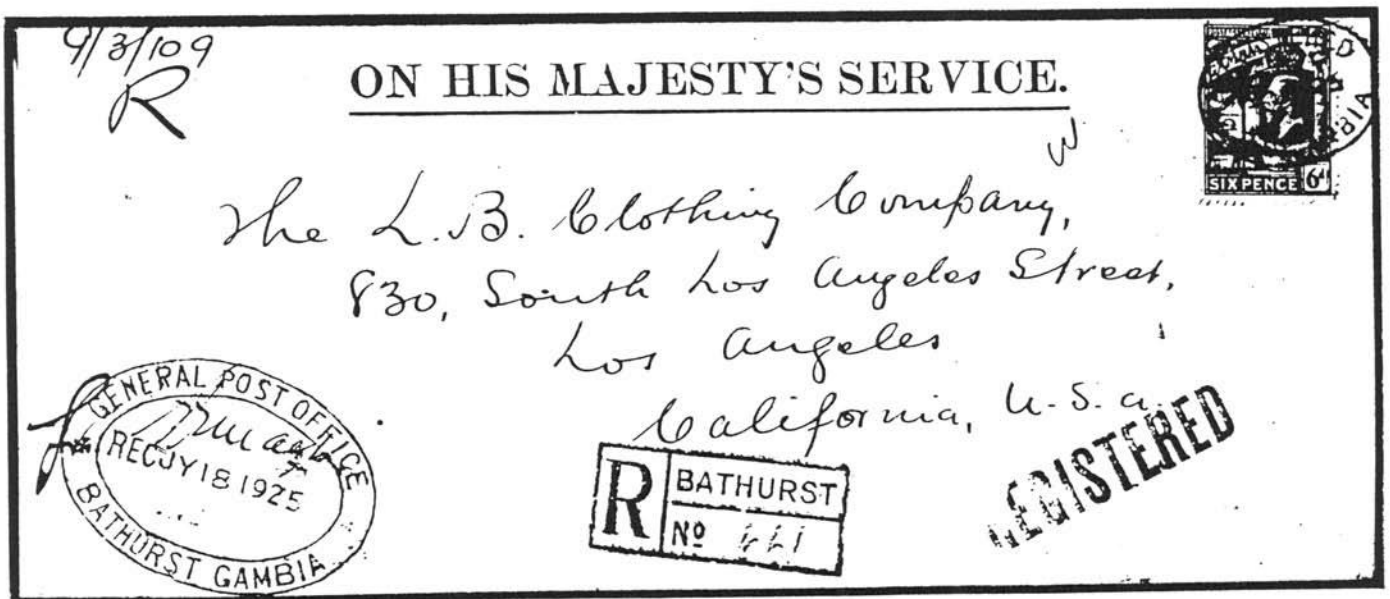 9/3/109
R
ON HIS MAJESTY'S SERVICE.
The L.B. Clothing Company,
830, South Los Angeles Street,
Los Angeles
California, U.S.A.
SIX PENCE 6d
GENERAL POST OFFICE
REC JY 18 1925
BATHURST GAMBIA
R BATHURST
No
REGISTERED